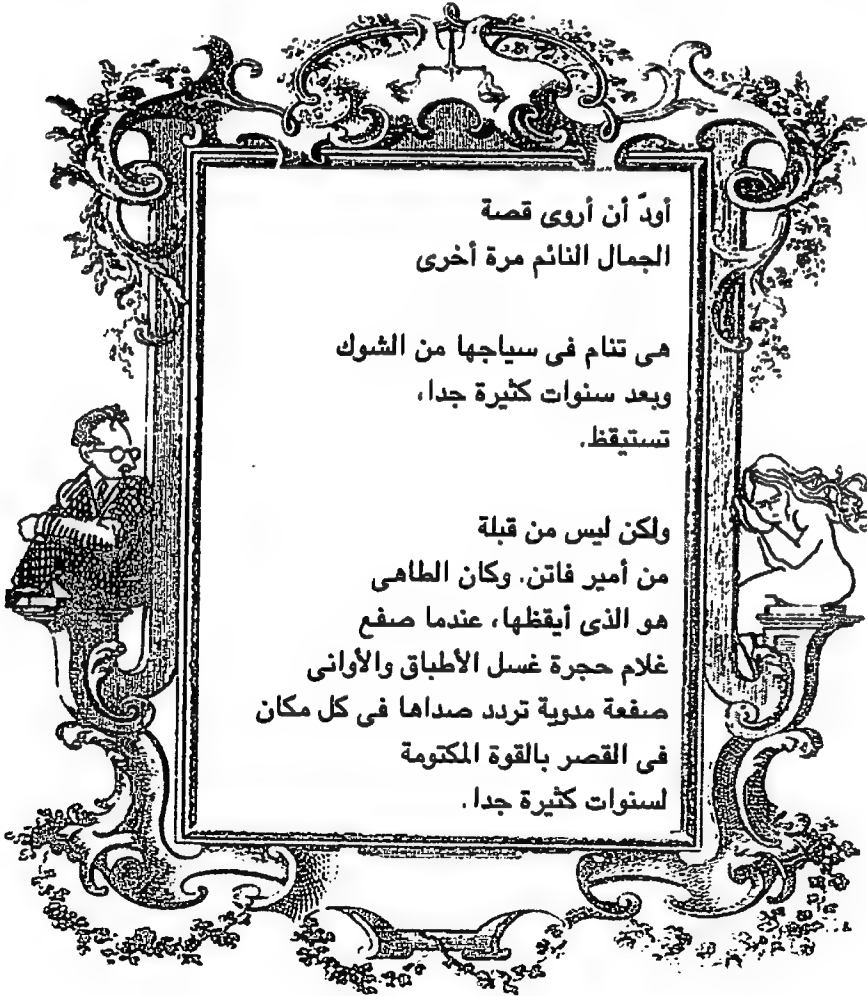 أودّ أن أروى قصة
الجمال النائم مرة أخرى
هى تنام فى سياجها من الشوك
وبعد سنوات كثيرة جدا،
تستيقظ.
ولكن ليس من قبلة
من أمير فاتن. وكان الطاهى
هو الذى أيقظها، عندما صفع
غلام حجرة غسل الأطباق والأوانى
صفعة مدوية تردد صداها فى كل مكان
فى القصر بالقوة المكتومة
لسنوات كثيرة جدا.